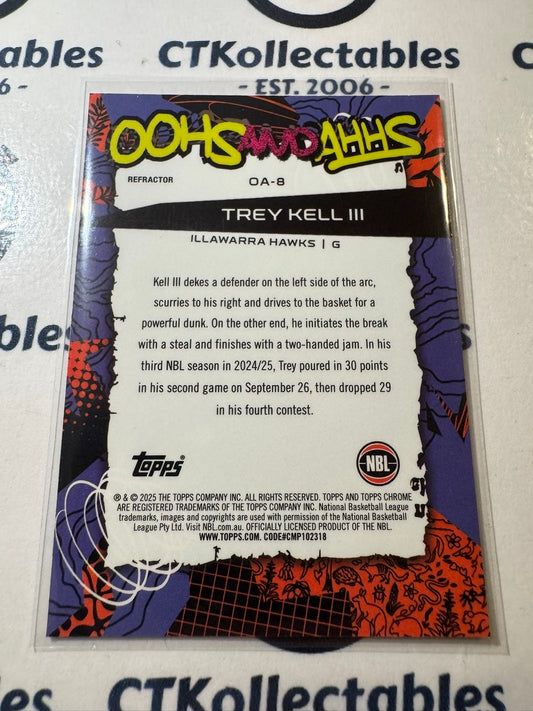 CTKollectables
- EST. 2006 -
6 -
OOHS AND AHHS
REFRACTOR
OA-8
TREY KELL III
ILLAWARRA HAWKS | G
Kell III dekes a defender on the left side of the arc,
scurries to his right and drives to the basket for a
powerful dunk. On the other end, he initiates the break
with a steal and finishes with a two-handed jam. In his
third NBL season in 2024/25, Trey poured in 30 points
in his second game on September 26, then dropped 29
in his fourth contest.
topps
NBL
® & © 2025 THE TOPPS COMPANY INC. ALL RIGHTS RESERVED. TOPPS AND TOPPS CHROME
ARE REGISTERED TRADEMARKS OF THE TOPPS COMPANY INC. National Basketball League
trademarks, images and copyrights are used with permission of the National Basketball
League Pty Ltd. Visit NBL.com.au. OFFICIALLY LICENSED PRODUCT OF THE NBL.
WWW.TOPPS.COM. CODE#CMP102318
CTKollectables